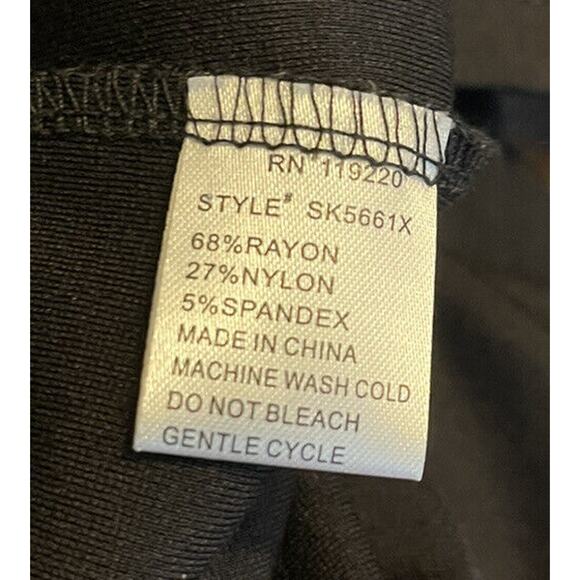 RN 119220
STYLE# SK5661X
68%RAYON
27%NYLON
5%SPANDEX
MADE IN CHINA
MACHINE WASH COLD
DO NOT BLEACH
GENTLE CYCLE